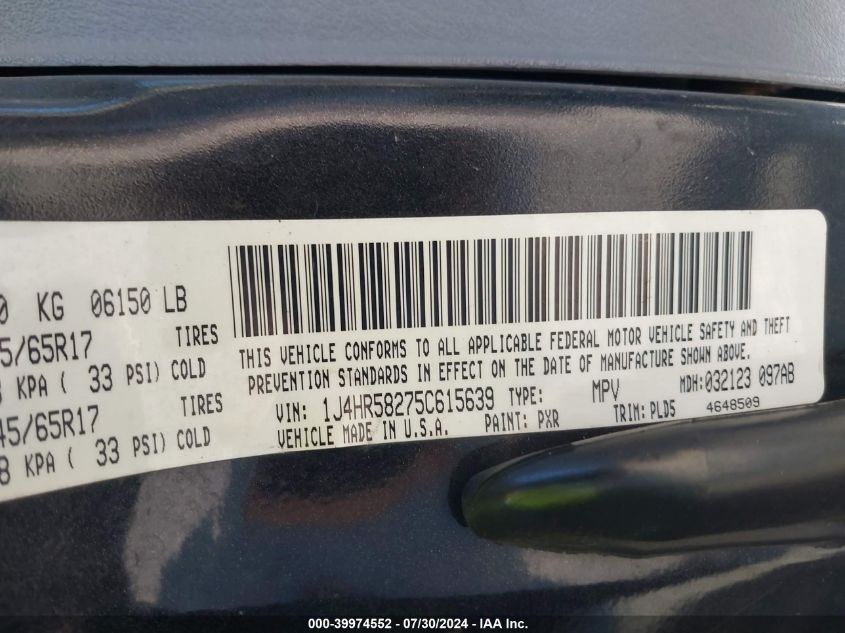 0 KG 06150 LB
5/65R17 TIRES
KPA ( 33 PSI) COLD
45/65R17 TIRES
8 KPA ( 33 PSI) COLD
THIS VEHICLE CONFORMS TO ALL APPLICABLE FEDERAL MOTOR VEHICLE SAFETY AND THEFT
PREVENTION STANDARDS IN EFFECT ON THE DATE OF MANUFACTURE SHOWN ABOVE.
VIN: 1J4HR58275C615639 TYPE: MPV MDH:032123 097AB
VEHICLE MADE IN U.S.A. PAINT: PXR TRIM: PLD5 4648509
000-39974552 / 07/30/2024 - IAA Inc.